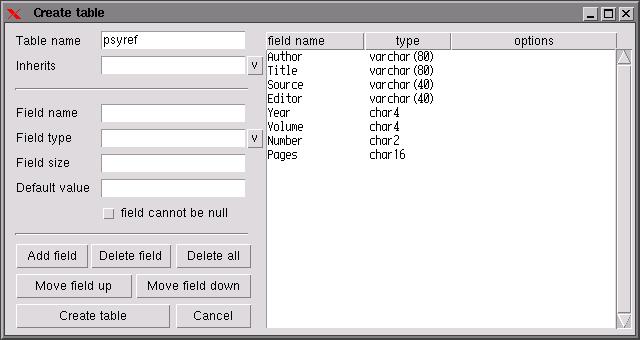 Create table
Table name psyref
Inherits v
Field name
Field type v
Field size
Default value
field cannot be null
Add field Delete field Delete all
Move field up Move field down
Create table Cancel
field name type options
Author varchar(80)
Title varchar(80)
Source varchar(40)
Editor varchar(40)
Year char4
Volume char4
Number char2
Pages char16